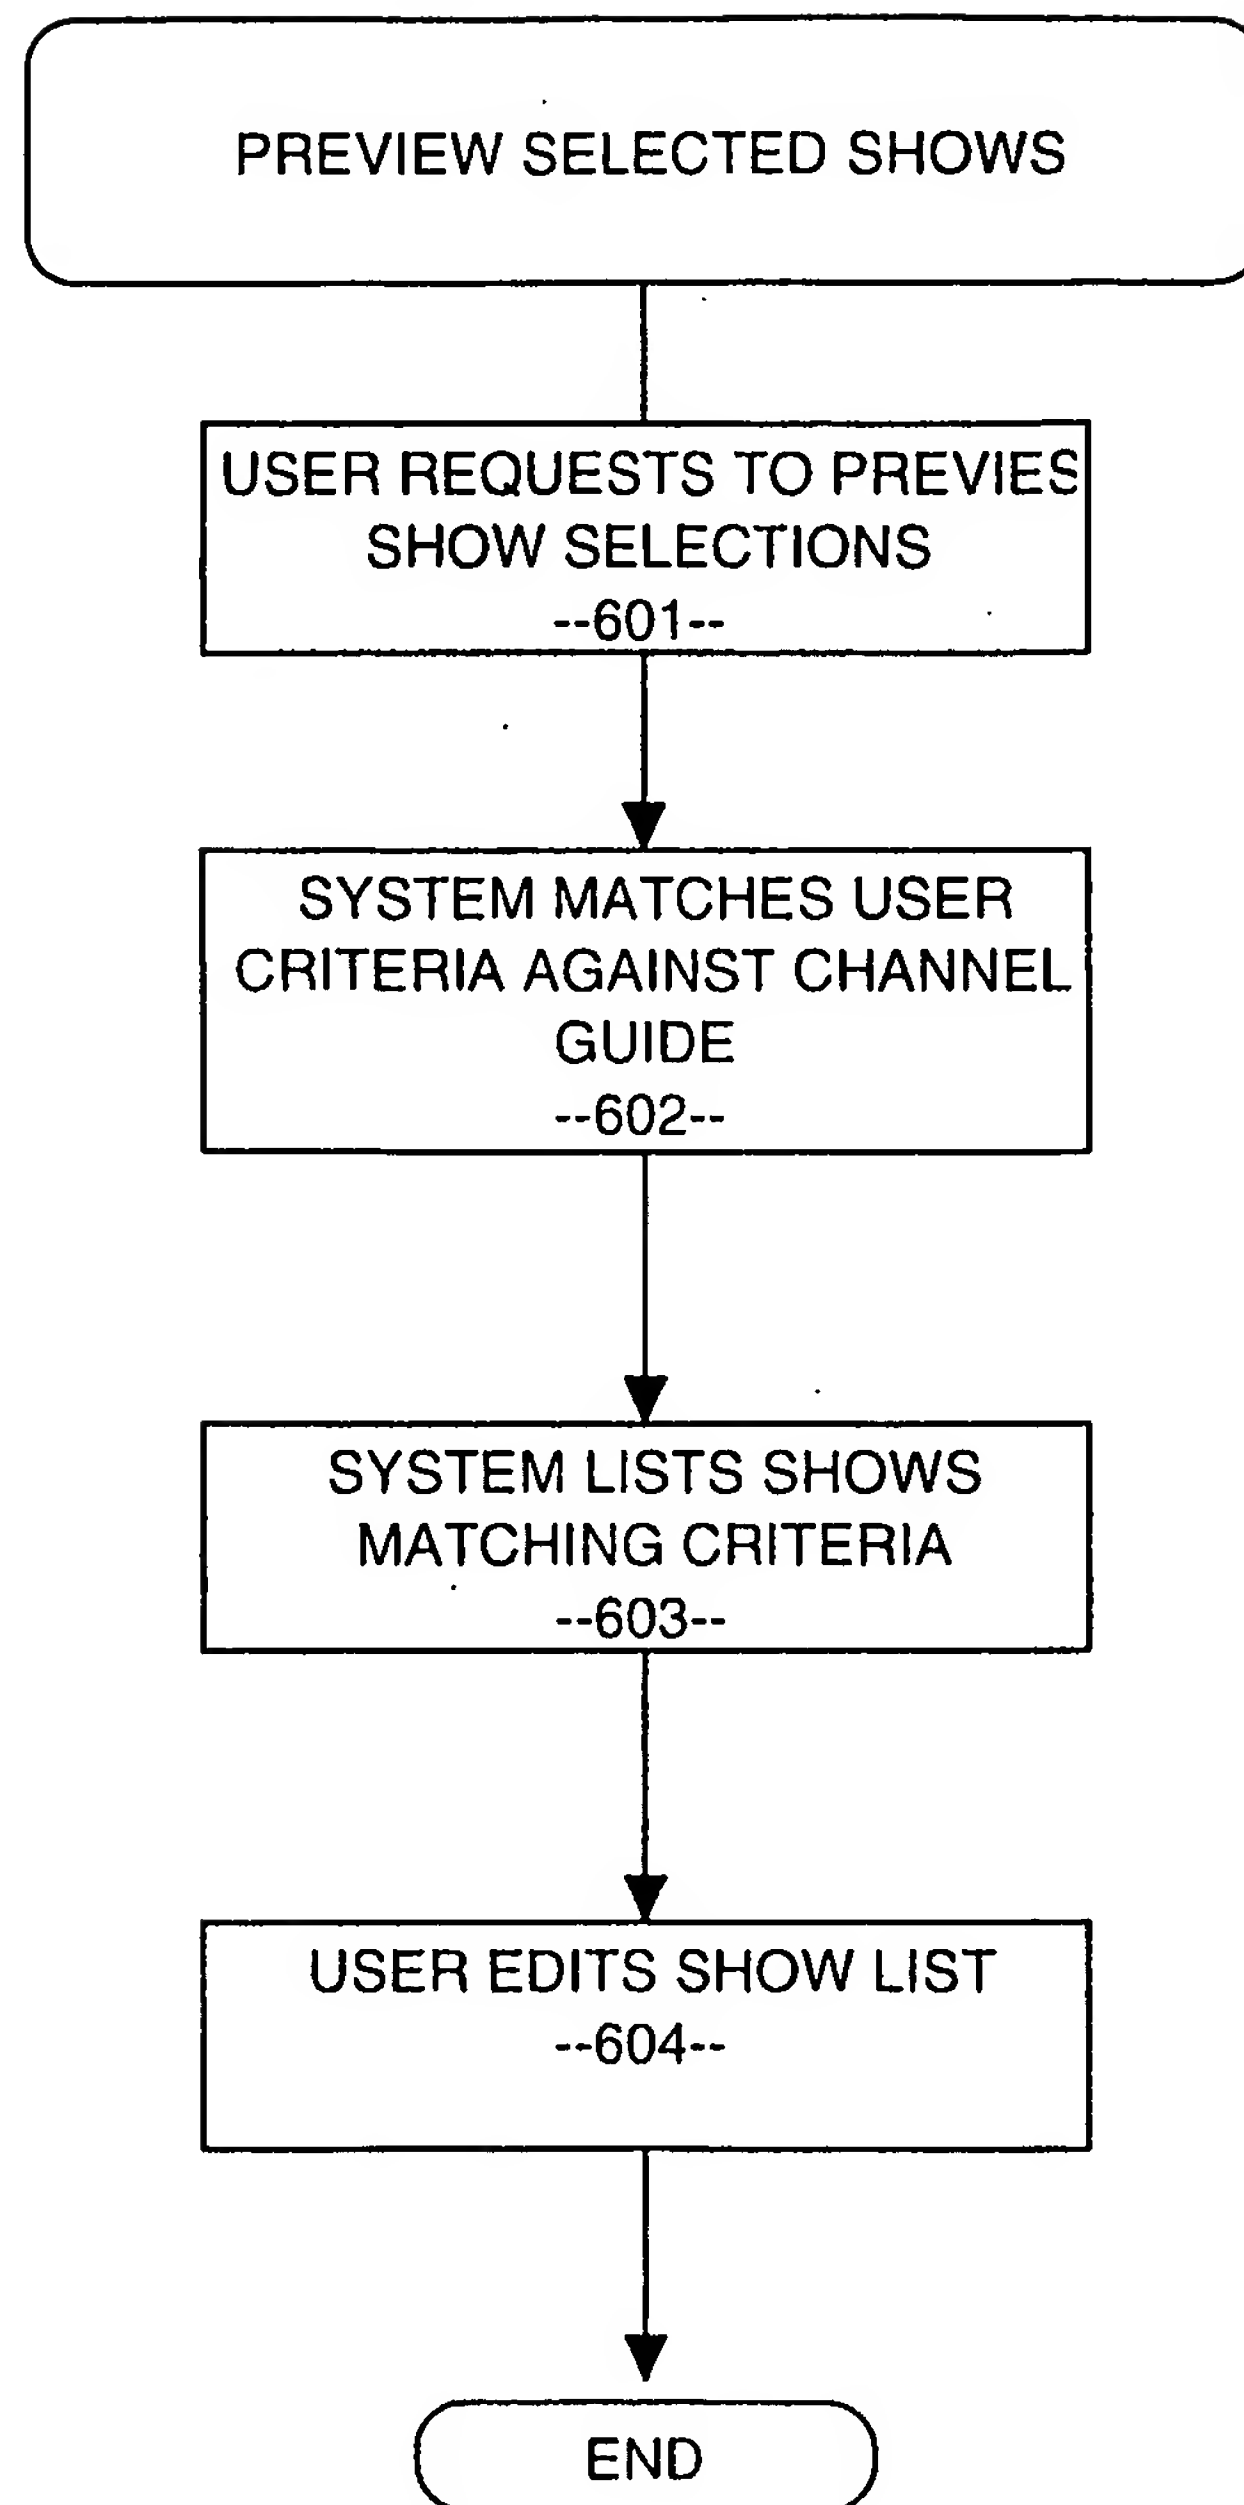 PREVIEW SELECTED SHOWS
USER REQUESTS TO PREVIES
SHOW SELECTIONS
--601--
SYSTEM MATCHES USER
CRITERIA AGAINST CHANNEL
GUIDE
--602--
SYSTEM LISTS SHOWS
MATCHING CRITERIA
--603--
USER EDITS SHOW LIST
--604--
END